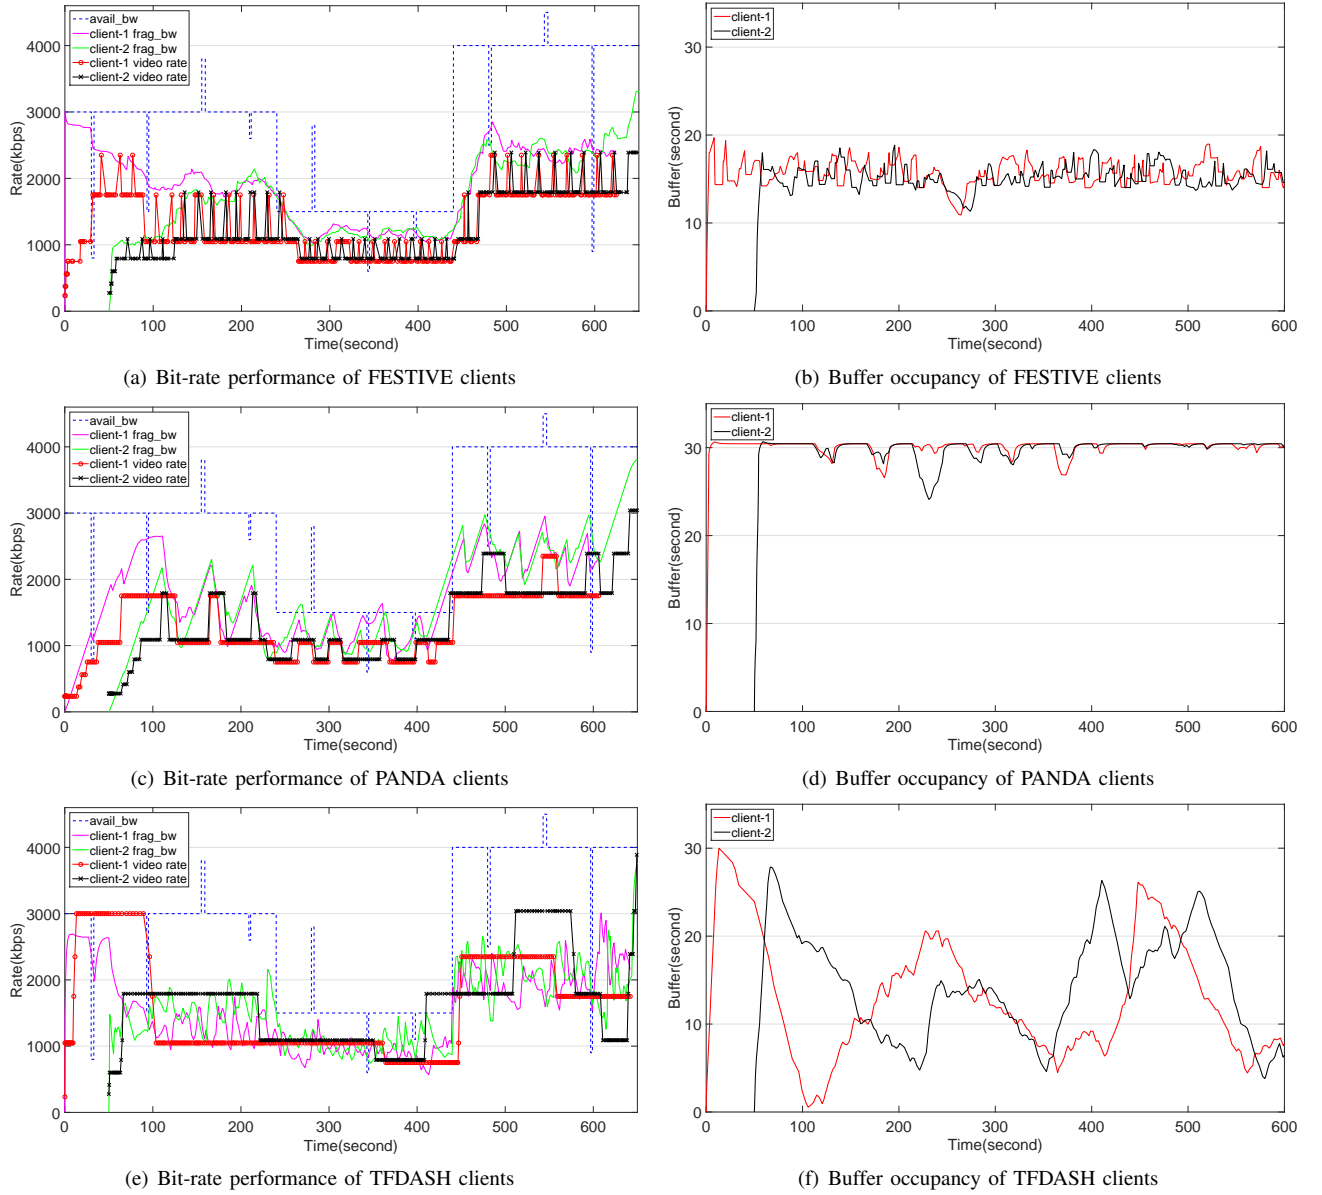 avail_bw
client-1 frag_bw
client-2 frag_bw
client-1 video rate
client-2 video rate
Rate(kbps)
4000
3000
2000
1000
0
0 100 200 300 400 500 600
Time(second)
(a) Bit-rate performance of FESTIVE clients
client-1
client-2
Buffer(second)
30
20
10
0
0 100 200 300 400 500 600
Time(second)
(b) Buffer occupancy of FESTIVE clients
avail_bw
client-1 frag_bw
client-2 frag_bw
client-1 video rate
client-2 video rate
Rate(kbps)
4000
3000
2000
1000
0
0 100 200 300 400 500 600
Time(second)
(c) Bit-rate performance of PANDA clients
client-1
client-2
Buffer(second)
30
20
10
0
0 100 200 300 400 500 600
Time(second)
(d) Buffer occupancy of PANDA clients
avail_bw
client-1 frag_bw
client-2 frag_bw
client-1 video rate
client-2 video rate
Rate(kbps)
4000
3000
2000
1000
0
0 100 200 300 400 500 600
Time(second)
(e) Bit-rate performance of TFDASH clients
client-1
client-2
Buffer(second)
30
20
10
0
0 100 200 300 400 500 600
Time(second)
(f) Buffer occupancy of TFDASH clients